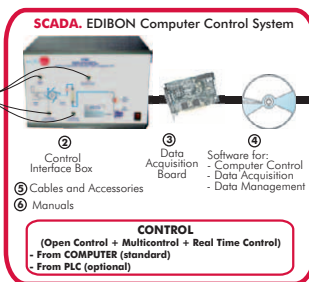 SCADA. EDIBON Computer Control System
②
Control
Interface Box
③
Data
Acquisition
Board
④
Software for:
- Computer Control
- Data Acquisition
- Data Management
⑤ Cables and Accessories
⑥ Manuals
CONTROL
(Open Control + Multicontrol + Real Time Control)
- From COMPUTER (standard)
- From PLC (optional)